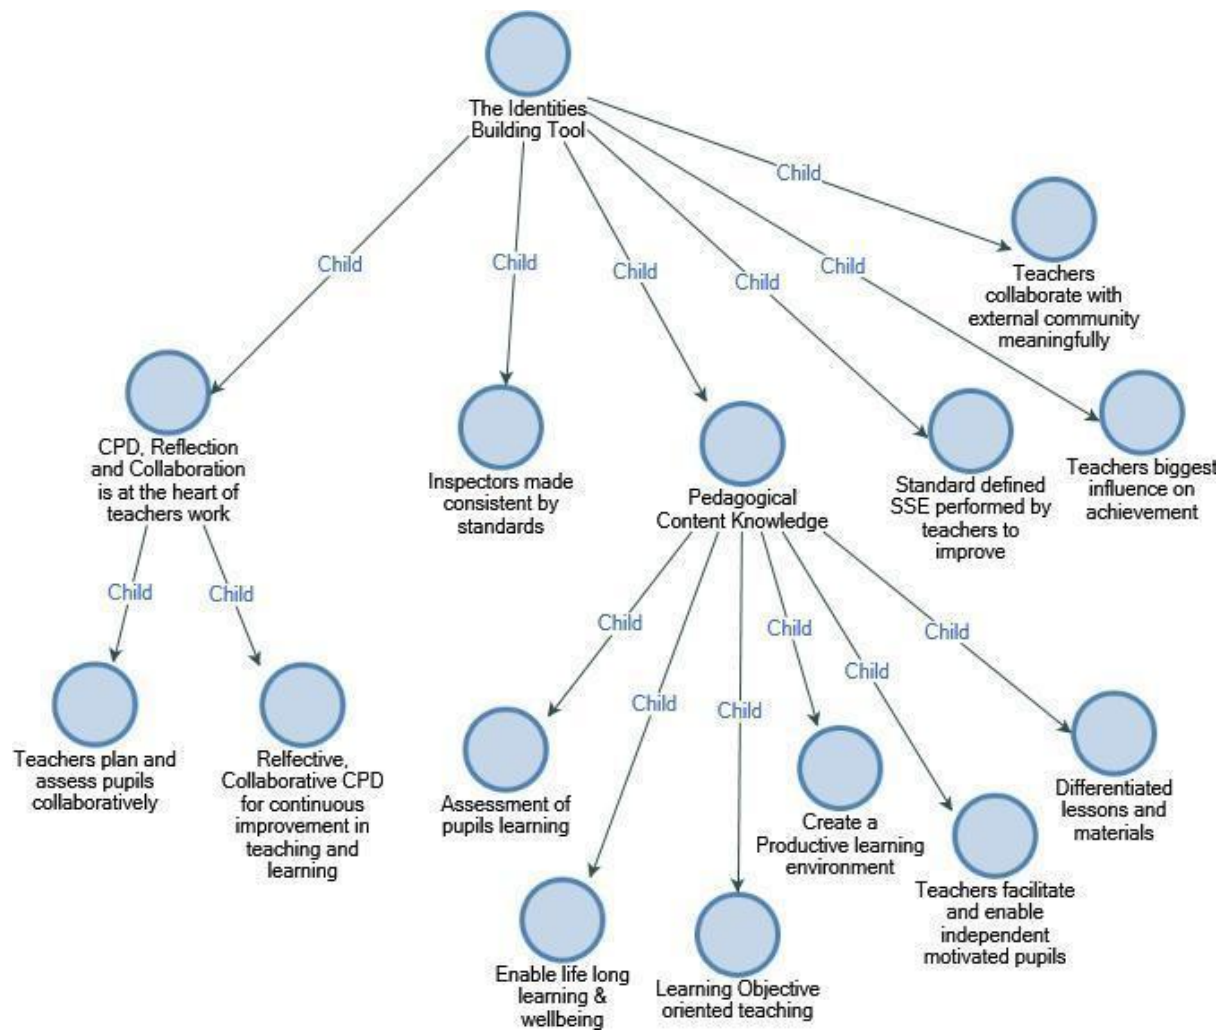 The Identities
Building Tool
Child
Child
Child
Child
Child
Child
Teachers
collaborate with
external community
meaningfully
CPD, Reflection
and Collaboration
is at the heart of
teachers work
Inspectors made
consistent by
standards
Pedagogical
Content Knowledge
Standard defined
SSE performed by
teachers to
improve
Teachers biggest
influence on
achievement
Child
Child
Child
Child
Child
Child
Child
Child
Teachers plan and
assess pupils
collaboratively
Relfective,
Collaborative CPD
for continuous
improvement in
teaching and
learning
Assessment of
pupils learning
Enable life long
learning &
wellbeing
Learning Objective
oriented teaching
Create a
Productive learning
environment
Teachers facilitate
and enable
independent
motivated pupils
Differentiated
lessons and
materials